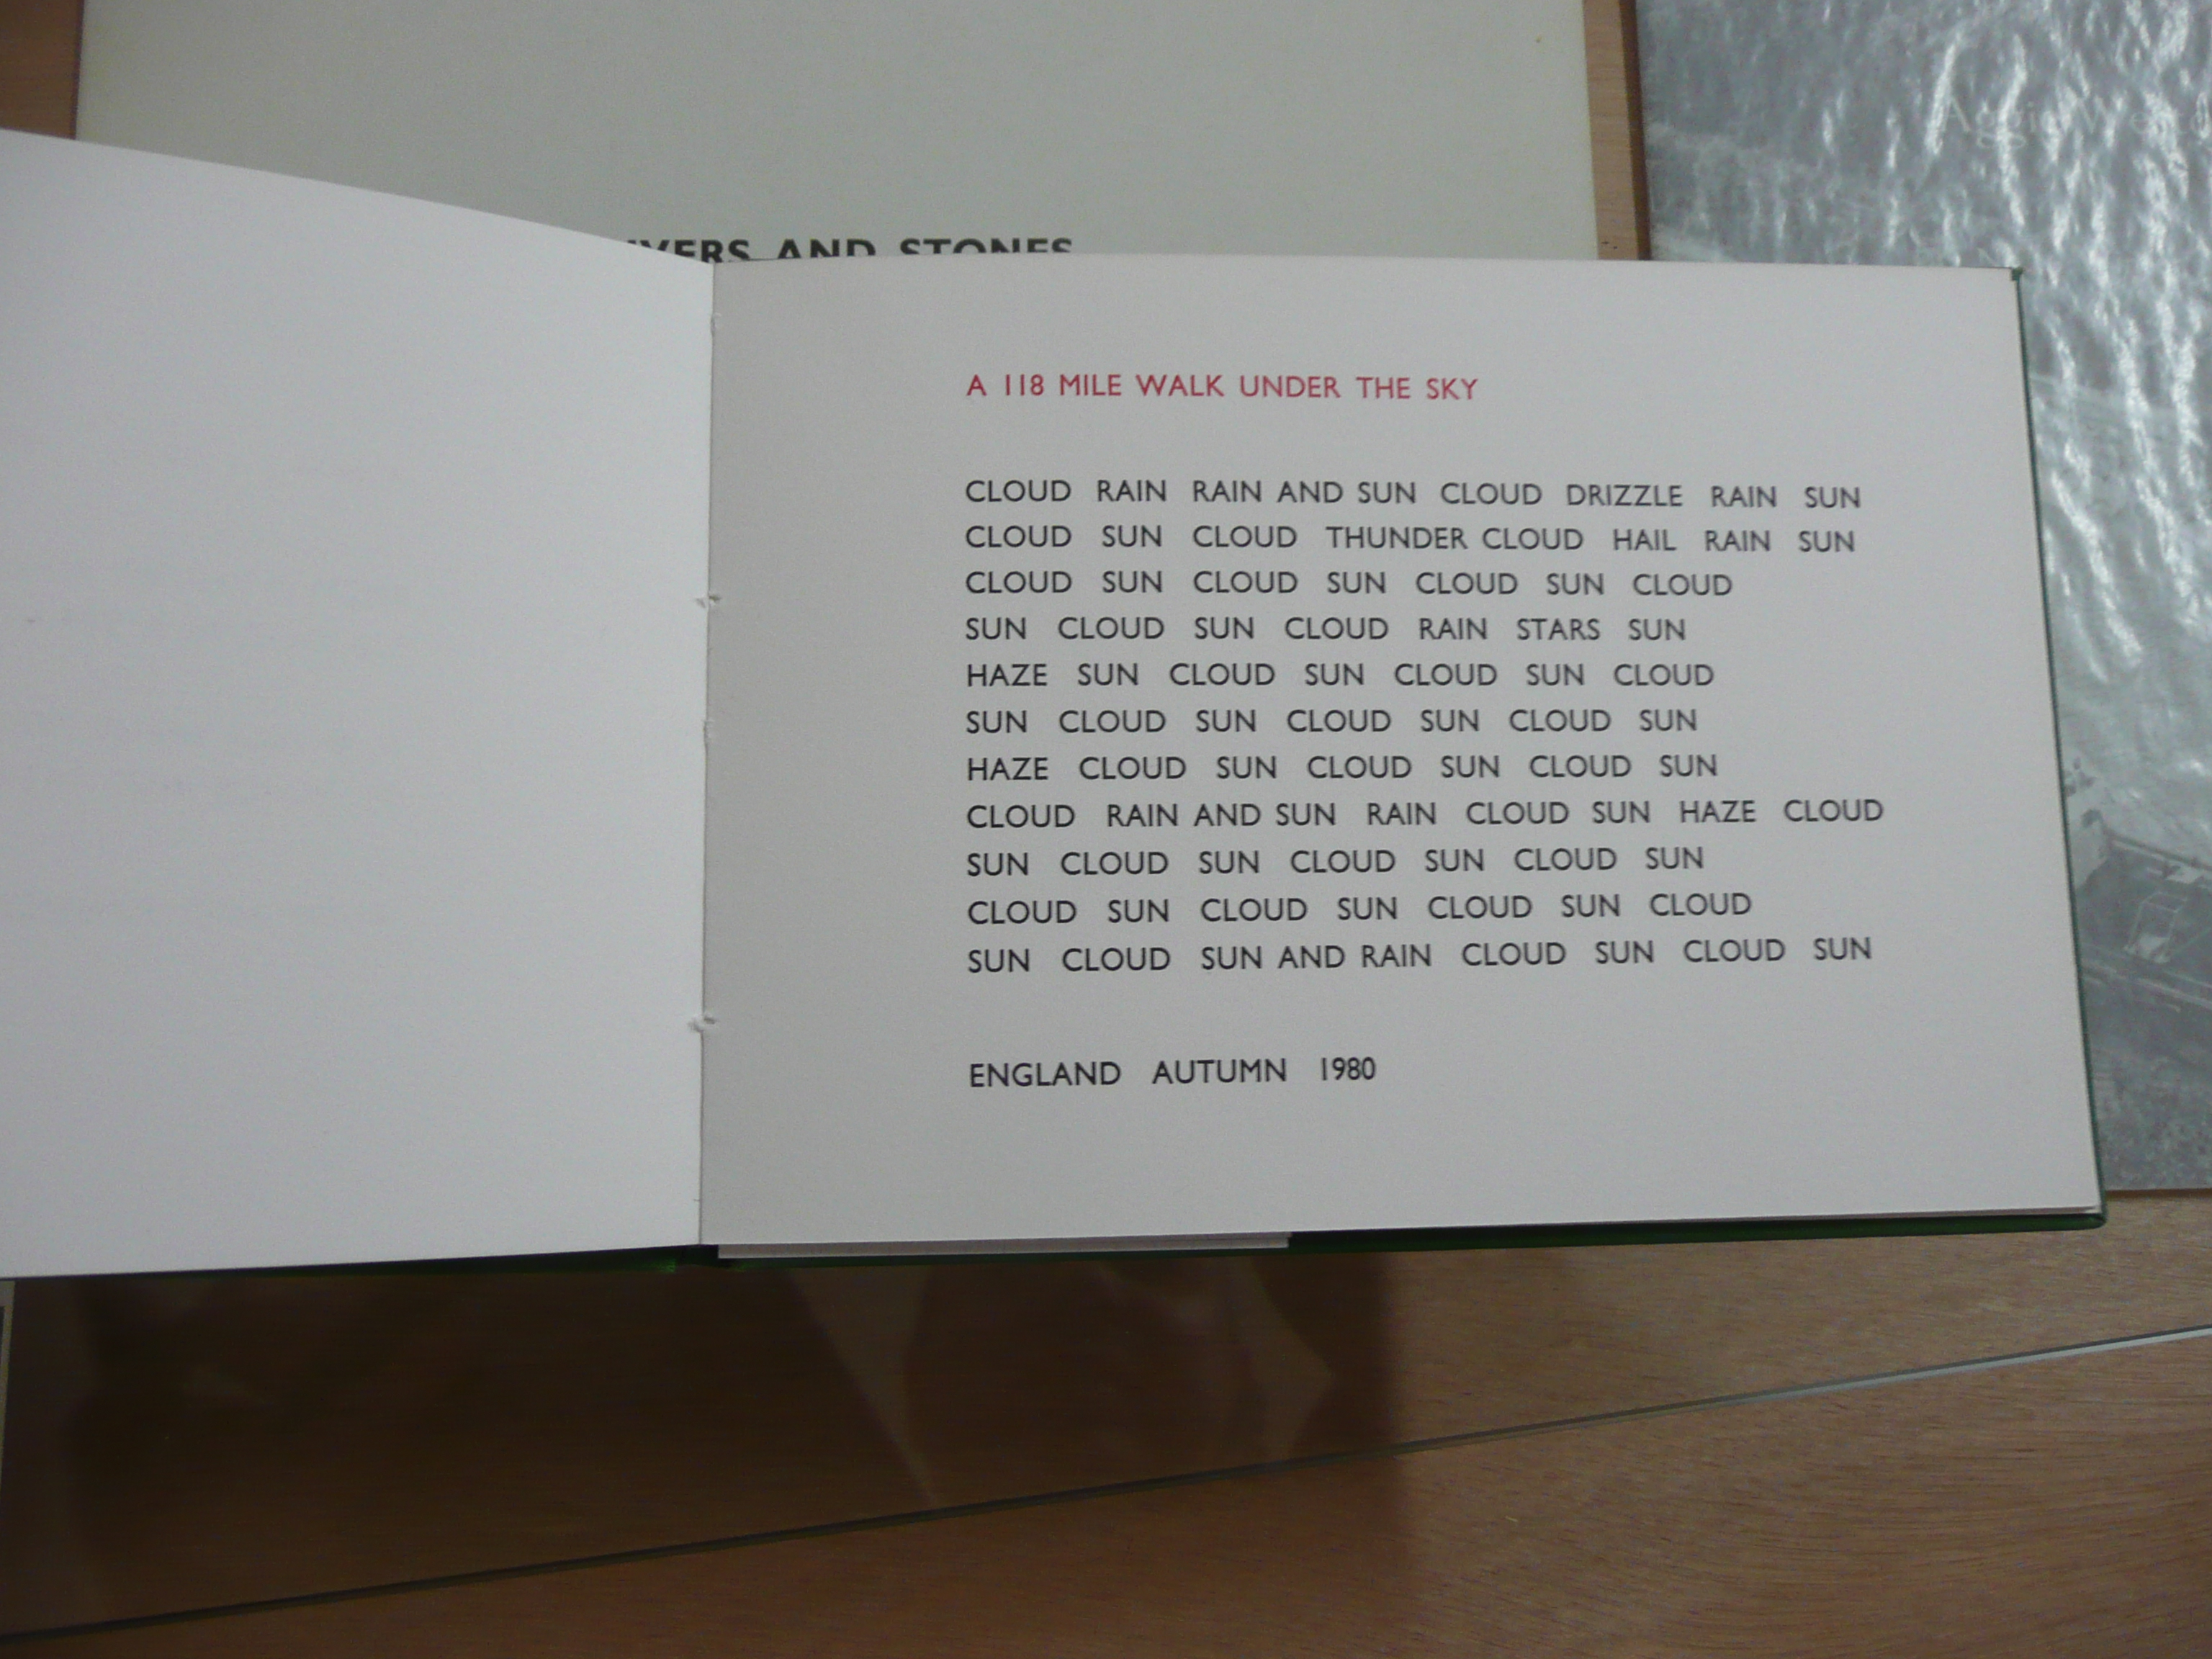 AND STONES
A 118 MILE WALK UNDER THE SKY
CLOUD RAIN RAIN AND SUN CLOUD DRIZZLE RAIN SUN
CLOUD SUN CLOUD THUNDER CLOUD HAIL RAIN SUN
CLOUD SUN CLOUD SUN CLOUD SUN CLOUD
SUN CLOUD SUN CLOUD RAIN STARS SUN
HAZE SUN CLOUD SUN CLOUD SUN CLOUD
SUN CLOUD SUN CLOUD SUN CLOUD SUN
HAZE CLOUD SUN CLOUD SUN CLOUD SUN
CLOUD RAIN AND SUN RAIN CLOUD SUN HAZE CLOUD
SUN CLOUD SUN CLOUD SUN CLOUD SUN
CLOUD SUN CLOUD SUN CLOUD SUN CLOUD
SUN CLOUD SUN AND RAIN CLOUD SUN CLOUD SUN
ENGLAND AUTUMN 1980